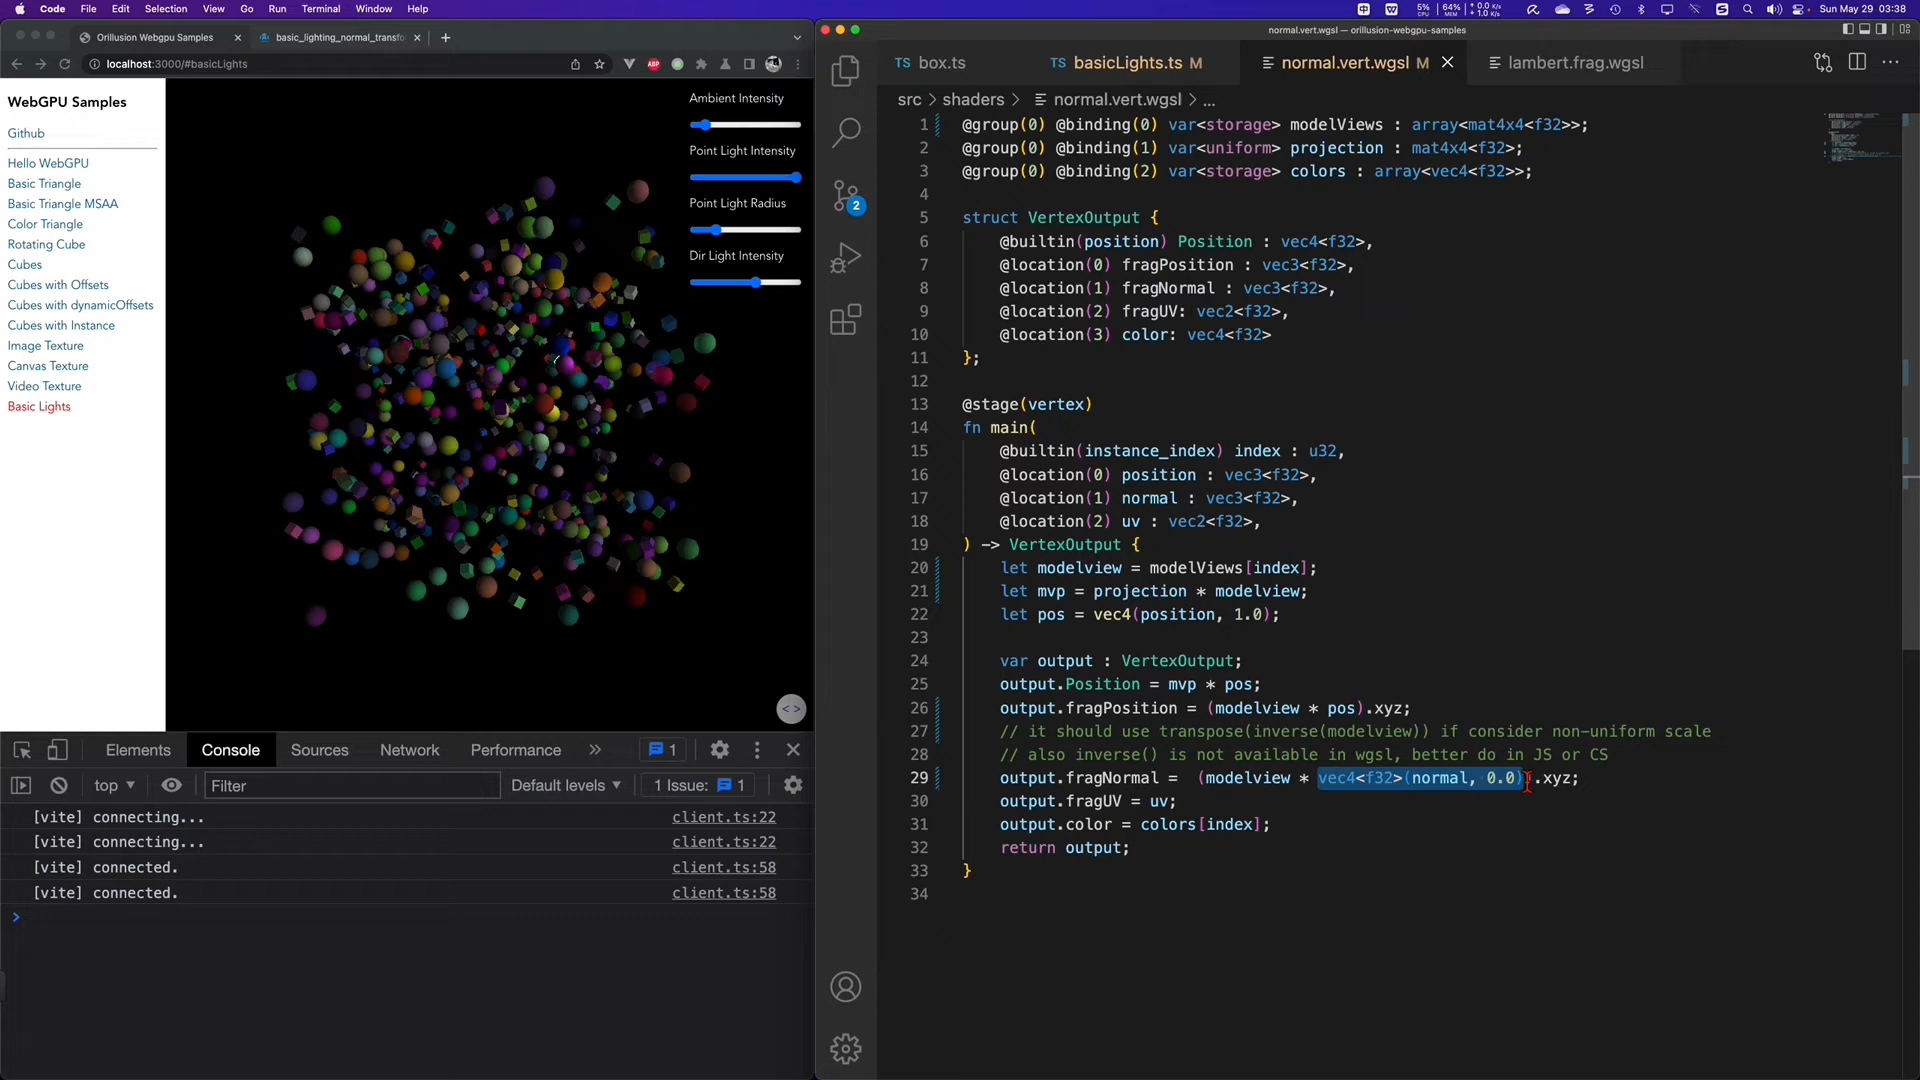 Code File Edit Selection View Go Run Terminal Window Help
5% 64% 0.0 K/s Sun May 29 03:38
MEM 1.0 K/s
Orillusion Webgpu Samples
basic_lighting_normal_transfo
localhost:3000/#basicLights
ABP
WebGPU Samples
Github
Hello WebGPU
Basic Triangle
Basic Triangle MSAA
Color Triangle
Rotating Cube
Cubes
Cubes with Offsets
Cubes with dynamicOffsets
Cubes with Instance
Image Texture
Canvas Texture
Video Texture
Basic Lights
Ambient Intensity
Point Light Intensity
Point Light Radius
Dir Light Intensity
< >
Elements Console Sources Network Performance » 1
top Filter Default levels 1 Issue: 1
[vite] connecting... client.ts:22
[vite] connecting... client.ts:22
[vite] connected. client.ts:58
[vite] connected. client.ts:58
>
normal.vert.wgsl — orillusion-webgpu-samples
TS box.ts
TS basicLights.ts M
normal.vert.wgsl M
lambert.frag.wgsl
src > shaders > normal.vert.wgsl > ...
2
1 @group(0) @binding(0) var<storage> modelViews : array<mat4x4<f32>>;
2 @group(0) @binding(1) var<uniform> projection : mat4x4<f32>;
3 @group(0) @binding(2) var<storage> colors : array<vec4<f32>>;
4
5 struct VertexOutput {
6 @builtin(position) Position : vec4<f32>,
7 @location(0) fragPosition : vec3<f32>,
8 @location(1) fragNormal : vec3<f32>,
9 @location(2) fragUV: vec2<f32>,
10 @location(3) color: vec4<f32>
11 };
12
13 @stage(vertex)
14 fn main(
15 @builtin(instance_index) index : u32,
16 @location(0) position : vec3<f32>,
17 @location(1) normal : vec3<f32>,
18 @location(2) uv : vec2<f32>,
19 ) -> VertexOutput {
20 let modelview = modelViews[index];
21 let mvp = projection * modelview;
22 let pos = vec4(position, 1.0);
23
24 var output : VertexOutput;
25 output.Position = mvp * pos;
26 output.fragPosition = (modelview * pos).xyz;
27 // it should use transpose(inverse(modelview)) if consider non-uniform scale
28 // also inverse() is not available in wgsl, better do in JS or CS
29 output.fragNormal = (modelview * vec4<f32>(normal, 0.0)).xyz;
30 output.fragUV = uv;
31 output.color = colors[index];
32 return output;
33 }
34